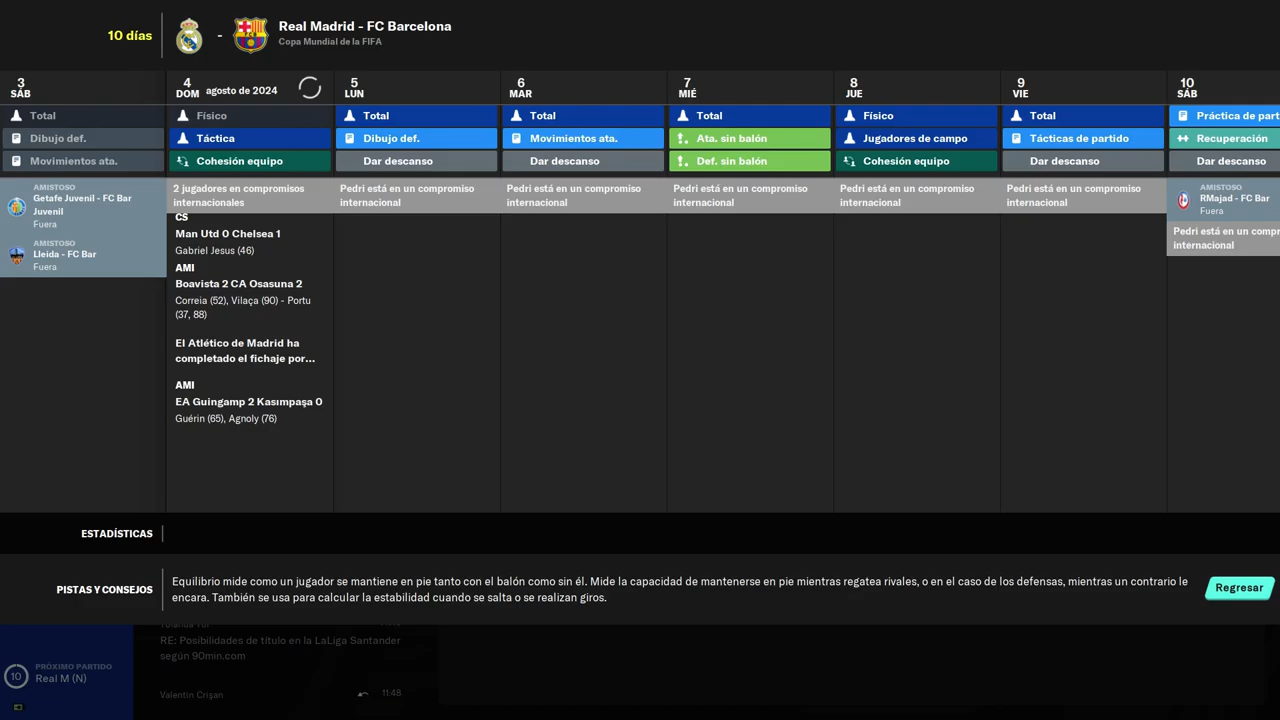 10 días
-
Real Madrid - FC Barcelona
Copa Mundial de la FIFA
3
SÁB
4
DOM agosto de 2024
5
LUN
6
MAR
7
MIÉ
8
JUE
9
VIE
10
SÁB
Total
Dibujo def.
Movimientos ata.
Físico
Táctica
Cohesión equipo
Total
Dibujo def.
Dar descanso
Total
Movimientos ata.
Dar descanso
Total
Ata. sin balón
Def. sin balón
Físico
Jugadores de campo
Cohesión equipo
Total
Tácticas de partido
Dar descanso
Práctica de part
Recuperación
Dar descanso
AMISTOSO
Getafe Juvenil - FC Bar
Juvenil
Fuera
AMISTOSO
Lleida - FC Bar
Fuera
2 jugadores en compromisos
internacionales
CS
Man Utd 0 Chelsea 1
Gabriel Jesus (46)
AMI
Boavista 2 CA Osasuna 2
Correia (52), Vilaça (90) - Portu
(37, 88)
El Atlético de Madrid ha
completado el fichaje por...
AMI
EA Guingamp 2 Kasımpaşa 0
Guérin (65), Agnoly (76)
Pedri está en un compromiso
internacional
Pedri está en un compromiso
internacional
Pedri está en un compromiso
internacional
Pedri está en un compromiso
internacional
Pedri está en un compromiso
internacional
AMISTOSO
RMajad - FC Bar
Fuera
Pedri está en un compr
internacional
ESTADÍSTICAS
PISTAS Y CONSEJOS
Equilibrio mide como un jugador se mantiene en pie tanto con el balón como sin él. Mide la capacidad de mantenerse en pie mientras regatea rivales, o en el caso de los defensas, mientras un contrario le
encara. También se usa para calcular la estabilidad cuando se salta o se realizan giros.
Regresar
RE: Posibilidades de título en la LaLiga Santander
según 90min.com
Valentin Crişan
11:48
10
PRÓXIMO PARTIDO
Real M (N)